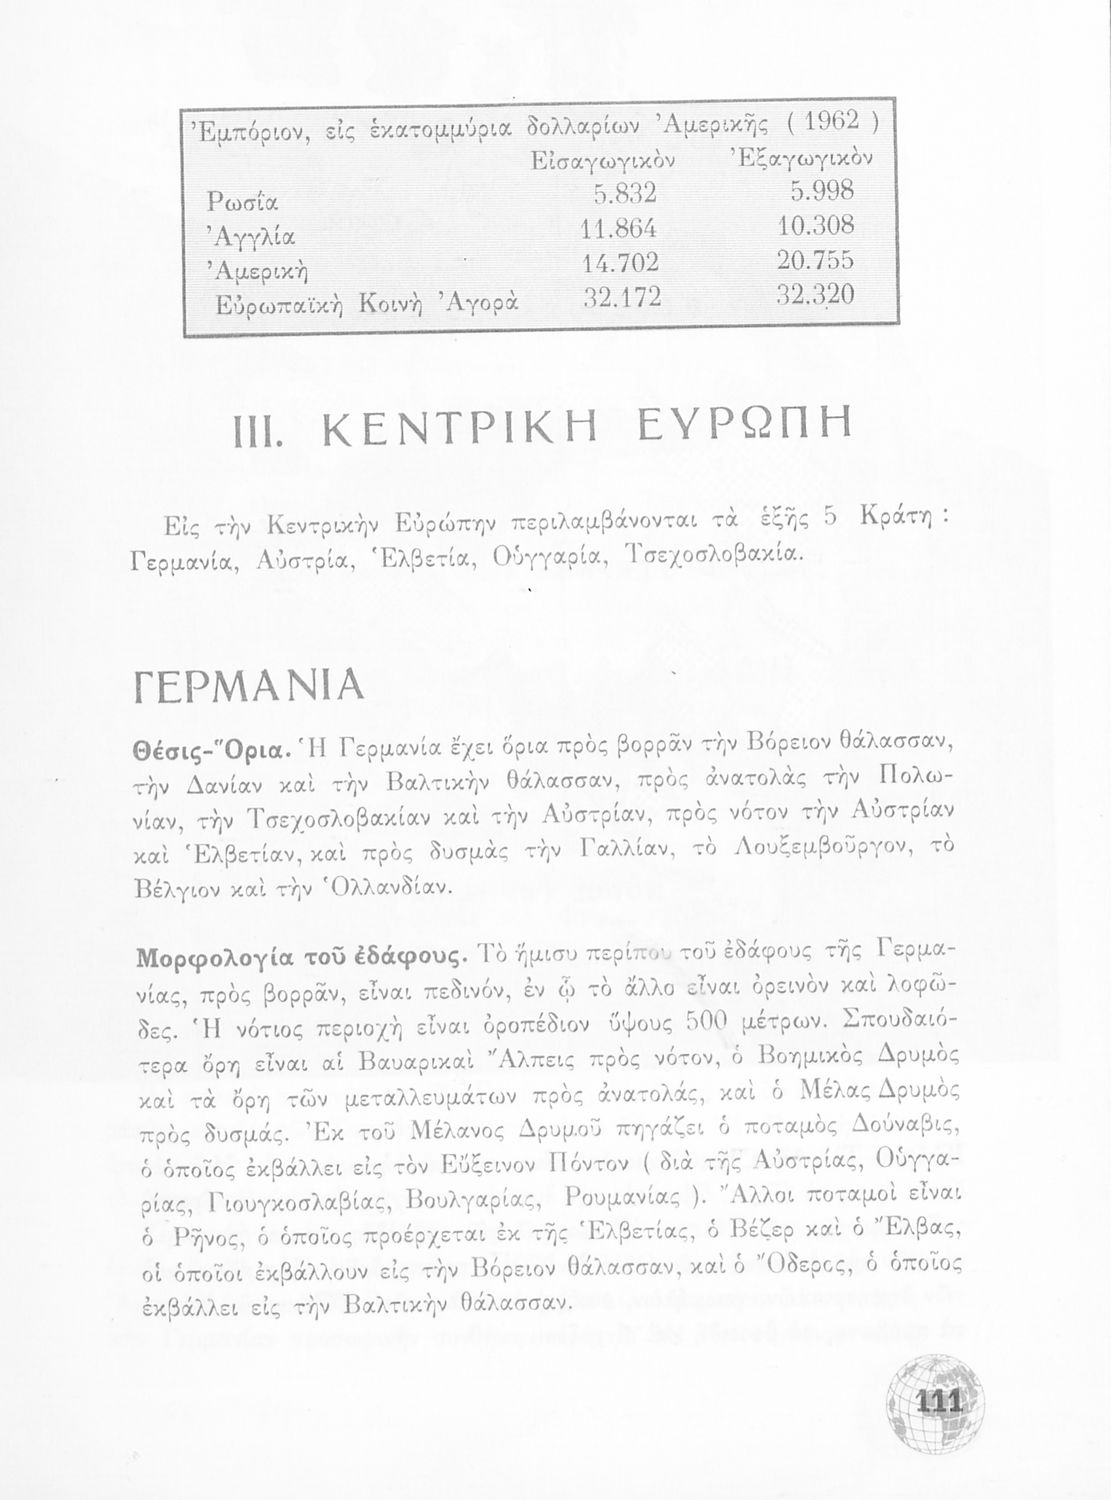 Ἐμπόριον, εἰς ἑκατομμύρια δολλαρίων Ἀμερικῆς ( 1962 )
Εἰσαγωγικὸν Ἐξαγωγικὸν
Ρωσία 5.832 5.998
Ἀγγλία 11.864 10.308
Ἀμερικὴ 14.702 20.755
Εὐρωπαϊκὴ Κοινὴ Ἀγορὰ 32.172 32.320
III. ΚΕΝΤΡΙΚΗ ΕΥΡΩΠΗ
Εἰς τὴν Κεντρικὴν Εὐρώπην περιλαμβάνονται τὰ ἑξῆς 5 Κράτη :
Γερμανία, Αὐστρία, Ἑλβετία, Οὑγγαρία, Τσεχοσλοβακία.
ΓΕΡΜΑΝΙΑ
Θέσις-Ὅρια. Ἡ Γερμανία ἔχει ὅρια πρὸς βορρᾶν τὴν Βόρειον θάλασσαν,
τὴν Δανίαν καὶ τὴν Βαλτικὴν θάλασσαν, πρὸς ἀνατολὰς τὴν Πολω-
νίαν, τὴν Τσεχοσλοβακίαν καὶ τὴν Αὐστρίαν, πρὸς νότον τὴν Αὐστρίαν
καὶ Ἑλβετίαν, καὶ πρὸς δυσμὰς τὴν Γαλλίαν, τὸ Λουξεμβοῦργον, τὸ
Βέλγιον καὶ τὴν Ὁλλανδίαν.
Μορφολογία τοῦ ἐδάφους. Τὸ ἥμισυ περίπου τοῦ ἐδάφους τῆς Γερμα-
νίας, πρὸς βορρᾶν, εἶναι πεδινόν, ἐν ᾧ τὸ ἄλλο εἶναι ὀρεινὸν καὶ λοφῶ-
δες. Ἡ νότιος περιοχὴ εἶναι ὀροπέδιον ὕψους 500 μέτρων. Σπουδαιό-
τερα ὄρη εἶναι αἱ Βαυαρικαὶ Ἄλπεις πρὸς νότον, ὁ Βοημικὸς Δρυμὸς
καὶ τὰ ὄρη τῶν μεταλλευμάτων πρὸς ἀνατολάς, καὶ ὁ Μέλας Δρυμὸς
πρὸς δυσμάς. Ἐκ τοῦ Μέλανος Δρυμοῦ πηγάζει ὁ ποταμὸς Δούναβις,
ὁ ὁποῖος ἐκβάλλει εἰς τὸν Εὔξεινον Πόντον ( διὰ τῆς Αὐστρίας, Οὑγγα-
ρίας, Γιουγκοσλαβίας, Βουλγαρίας, Ρουμανίας ). Ἄλλοι ποταμοὶ εἶναι
ὁ Ρῆνος, ὁ ὁποῖος προέρχεται ἐκ τῆς Ἑλβετίας, ὁ Βέζερ καὶ ὁ Ἔλβας,
οἱ ὁποῖοι ἐκβάλλουν εἰς τὴν Βόρειον θάλασσαν, καὶ ὁ Ὄδερος, ὁ ὁποῖος
ἐκβάλλει εἰς τὴν Βαλτικὴν θάλασσαν.
111